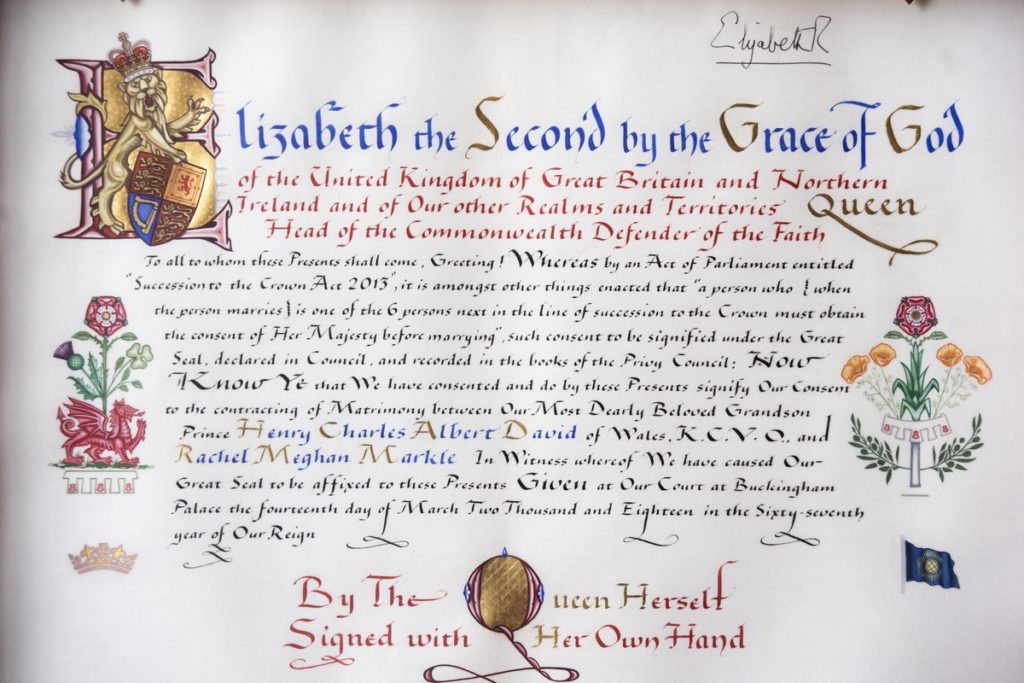 Elizabeth R
Elizabeth the Second by the Grace of God
of the United Kingdom of Great Britain and Northern
Ireland and of Our other Realms and Territories Queen
Head of the Commonwealth Defender of the Faith
To all to whom these Presents shall come, Greeting! Whereas by an Act of Parliament entitled
"Succession to the Crown Act 2013", it is amongst other things enacted that "a person who {when
the person marries} is one of the 6 persons next in the line of succession to the Crown must obtain
the consent of Her Majesty before marrying", such consent to be signified under the Great
Seal, declared in Council, and recorded in the books of the Privy Council: Now
Know Ye that We have consented and do by these Presents signify Our Consent
to the contracting of Matrimony between Our Most Dearly Beloved Grandson
Prince Henry Charles Albert David of Wales, K.C.V.O., and
Rachel Meghan Markle In Witness whereof We have caused Our
Great Seal to be affixed to these Presents Given at Our Court at Buckingham
Palace the fourteenth day of March Two Thousand and Eighteen in the Sixty-seventh
year of Our Reign
By The Queen Herself
Signed with Her Own Hand